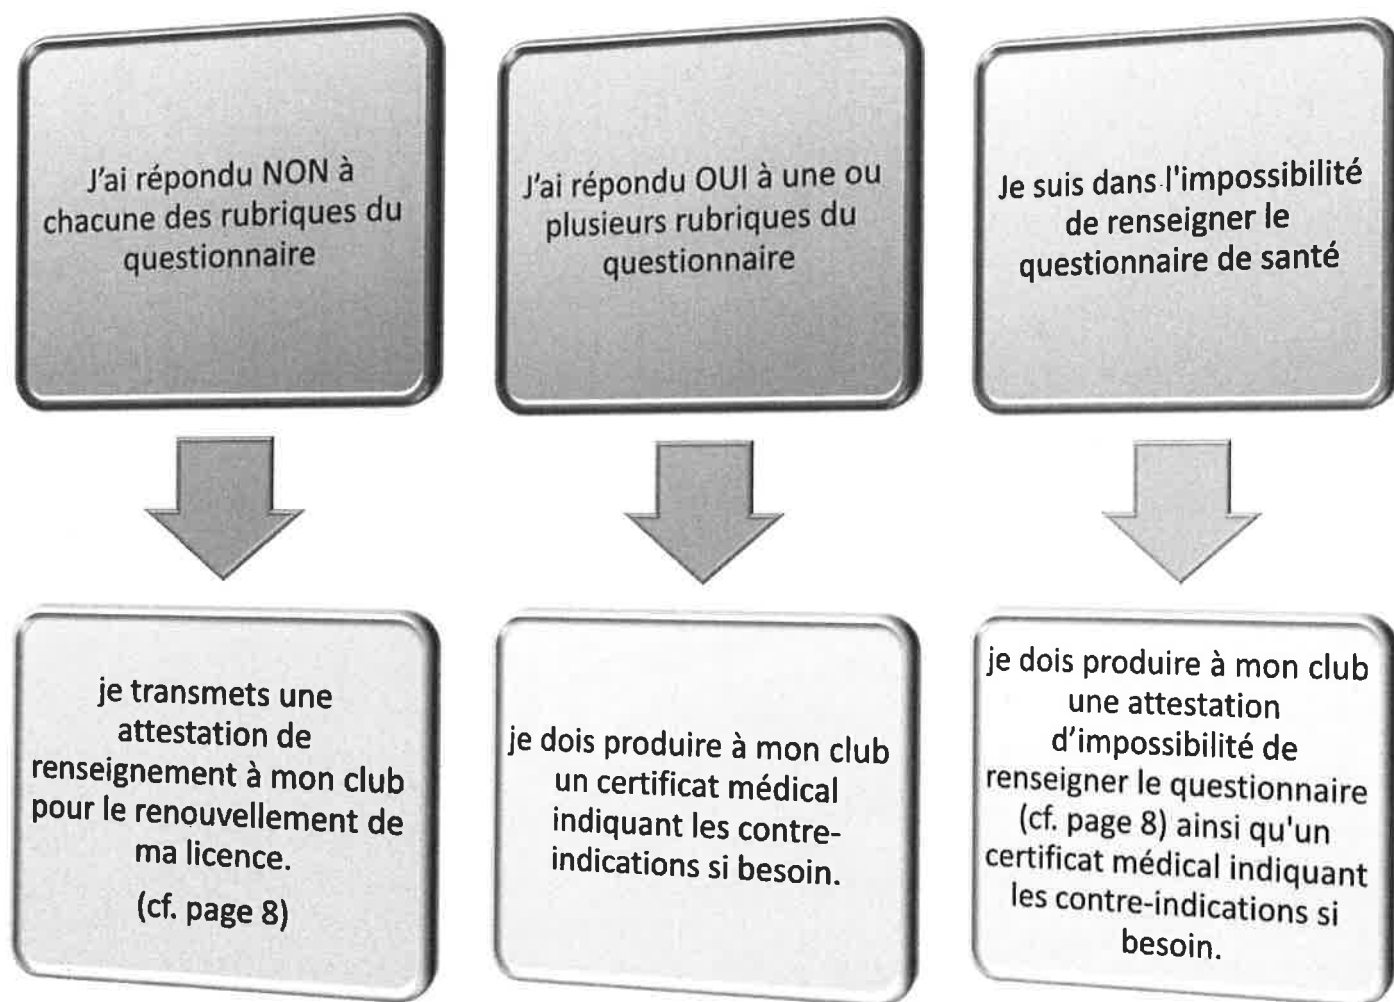 J'ai répondu NON à
chacune des rubriques du
questionnaire
J'ai répondu OUI à une ou
plusieurs rubriques du
questionnaire
Je suis dans l'impossibilité
de renseigner le
questionnaire de santé
je transmets une
attestation de
renseignement à mon club
pour le renouvellement de
ma licence.
(cf. page 8)
je dois produire à mon club
un certificat médical
indiquant les contre-
indications si besoin.
je dois produire à mon club
une attestation
d'impossibilité de
renseigner le questionnaire
(cf. page 8) ainsi qu'un
certificat médical indiquant
les contre-indications si
besoin.